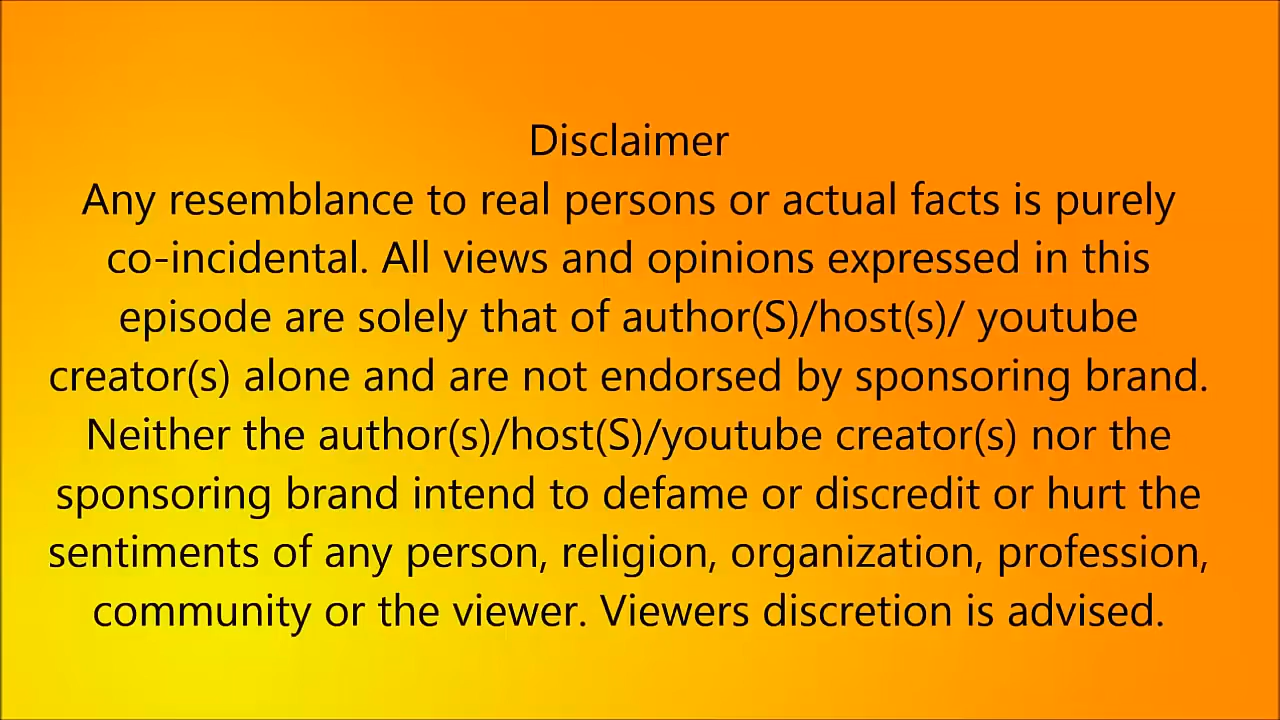 Disclaimer
Any resemblance to real persons or actual facts is purely
co-incidental. All views and opinions expressed in this
episode are solely that of author(S)/host(s)/ youtube
creator(s) alone and are not endorsed by sponsoring brand.
Neither the author(s)/host(S)/youtube creator(s) nor the
sponsoring brand intend to defame or discredit or hurt the
sentiments of any person, religion, organization, profession,
community or the viewer. Viewers discretion is advised.